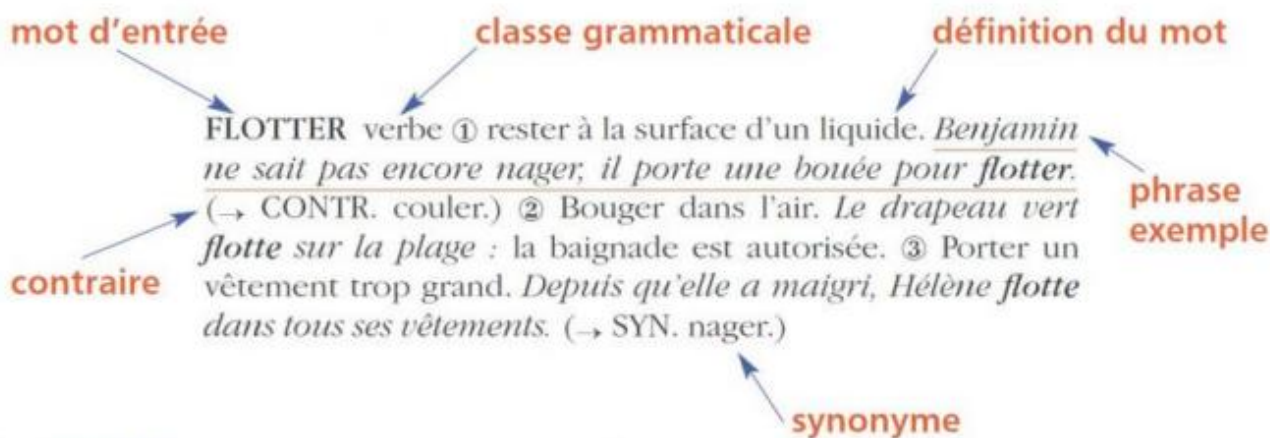 mot d'entrée
classe grammaticale
définition du mot
FLOTTER verbe ① rester à la surface d'un liquide. Benjamin
ne sait pas encore nager, il porte une bouée pour flotter.
(→ CONTR. couler.) ② Bouger dans l'air. Le drapeau vert
flotte sur la plage : la baignade est autorisée. ③ Porter un
vêtement trop grand. Depuis qu'elle a maigri, Hélène flotte
dans tous ses vêtements. (→ SYN. nager.)
phrase
exemple
contraire
synonyme